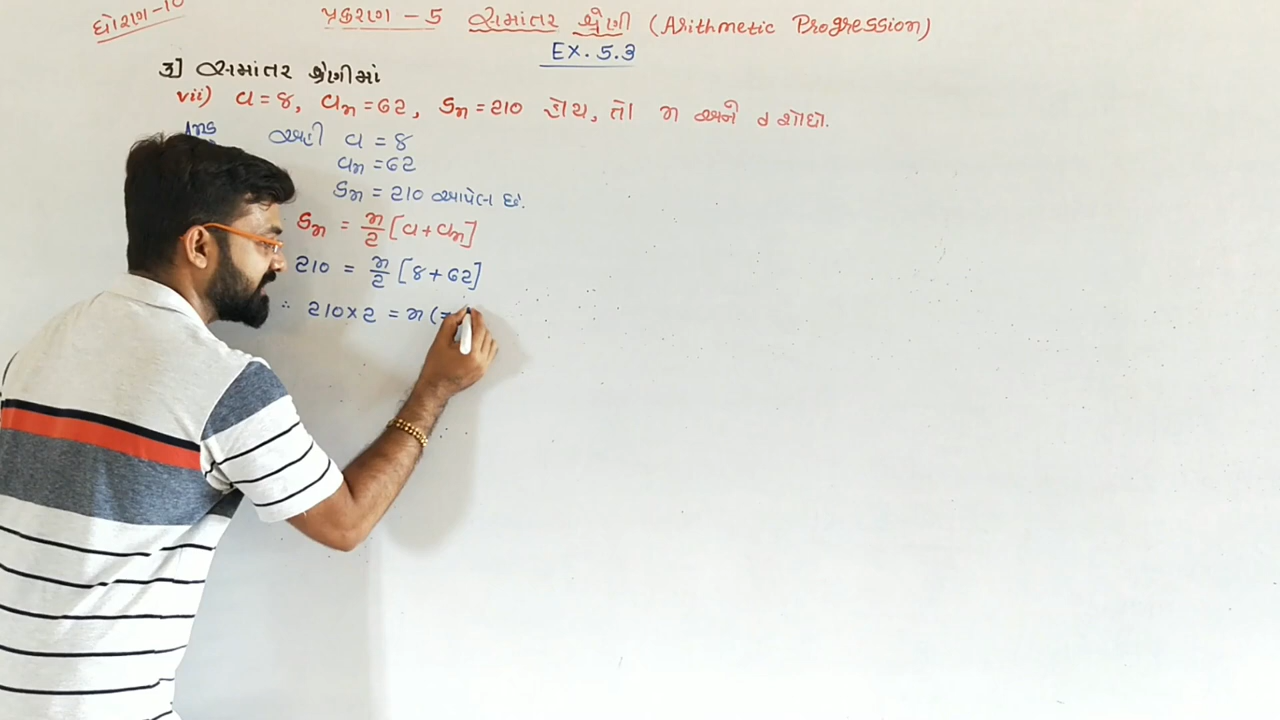 ધોરણ-10
પ્રકરણ - 5 સમાંતર શ્રેણી (Arithmetic Progression)
EX. 5.3
3] સમાંતર શ્રેણીમાં
vii) a = 8, aₙ = 62, Sₙ = 210 હોય, તો n અને d શોધો.
Ans અહીં a = 8
aₙ = 62
Sₙ = 210 આપેલ છે.
Sₙ = n/2 [a + aₙ]
210 = n/2 [8 + 62]
∴ 210 × 2 = n (